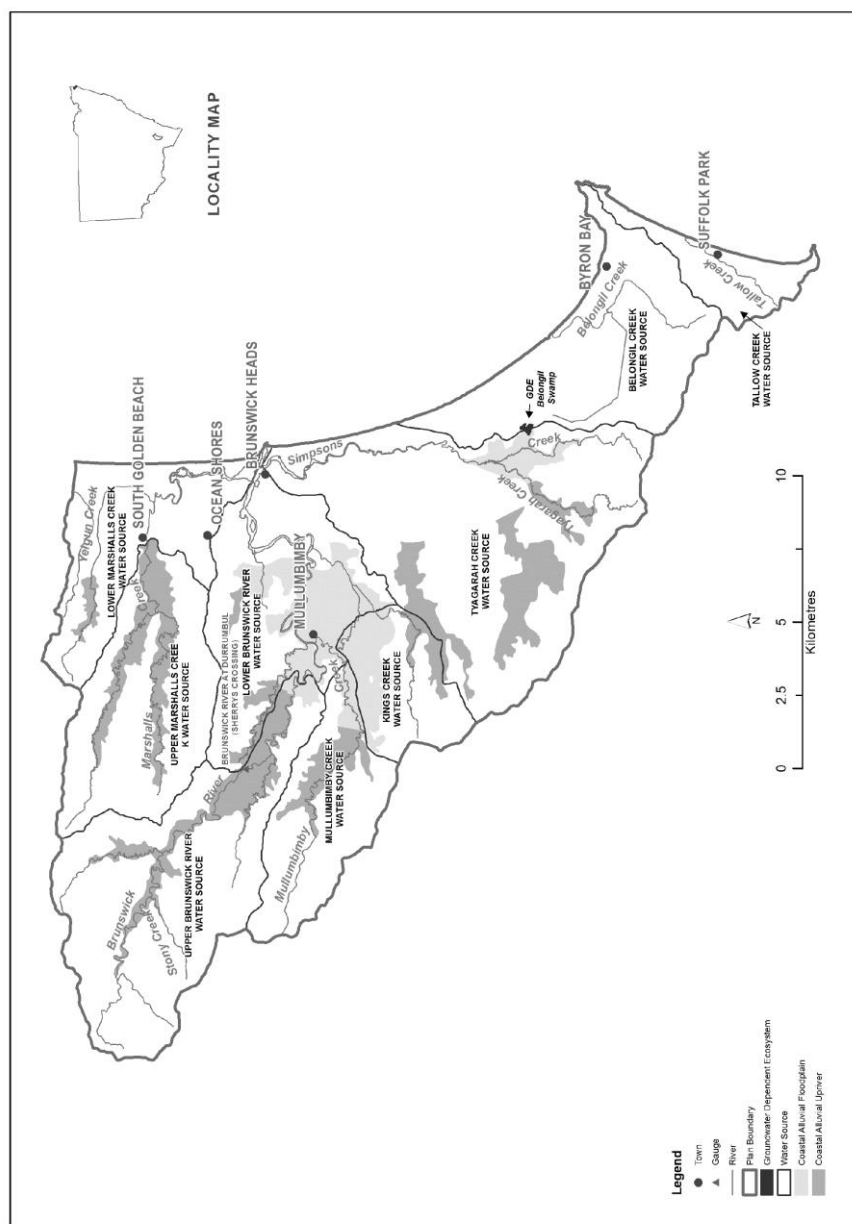 LOCALITY MAP
Yelgun Creek
LOWER MARSHALLS CREEK
WATER SOURCE
SOUTH GOLDEN BEACH
Creek
Marshalls
UPPER MARSHALLS CREE
K WATER SOURCE
OCEAN SHORES
BRUNSWICK HEADS
BRUNSWICK RIVER AT DURRUMBUL
(SHERRYS CROSSING)
LOWER BRUNSWICK RIVER
WATER SOURCE
Simpsons
MULLUMBIMBY
Brunswick
River
Stony Creek
UPPER BRUNSWICK RIVER
WATER SOURCE
Creek
Mullumbimby
MULLUMBIMBY CREEK
WATER SOURCE
KINGS CREEK
WATER SOURCE
TYAGARAH CREEK
WATER SOURCE
Tyagarah Creek
Creek
GDE
Belongil
Swamp
BYRON BAY
Belongil Creek
BELONGIL CREEK
WATER SOURCE
SUFFOLK PARK
Tallow Creek
TALLOW CREEK
WATER SOURCE
N
0 2.5 5 10
Kilometres
Legend
Town
Gauge
River
Plan Boundary
Groundwater Dependent Ecosystem
Water Source
Coastal Alluvial Floodplain
Coastal Alluvial Upriver